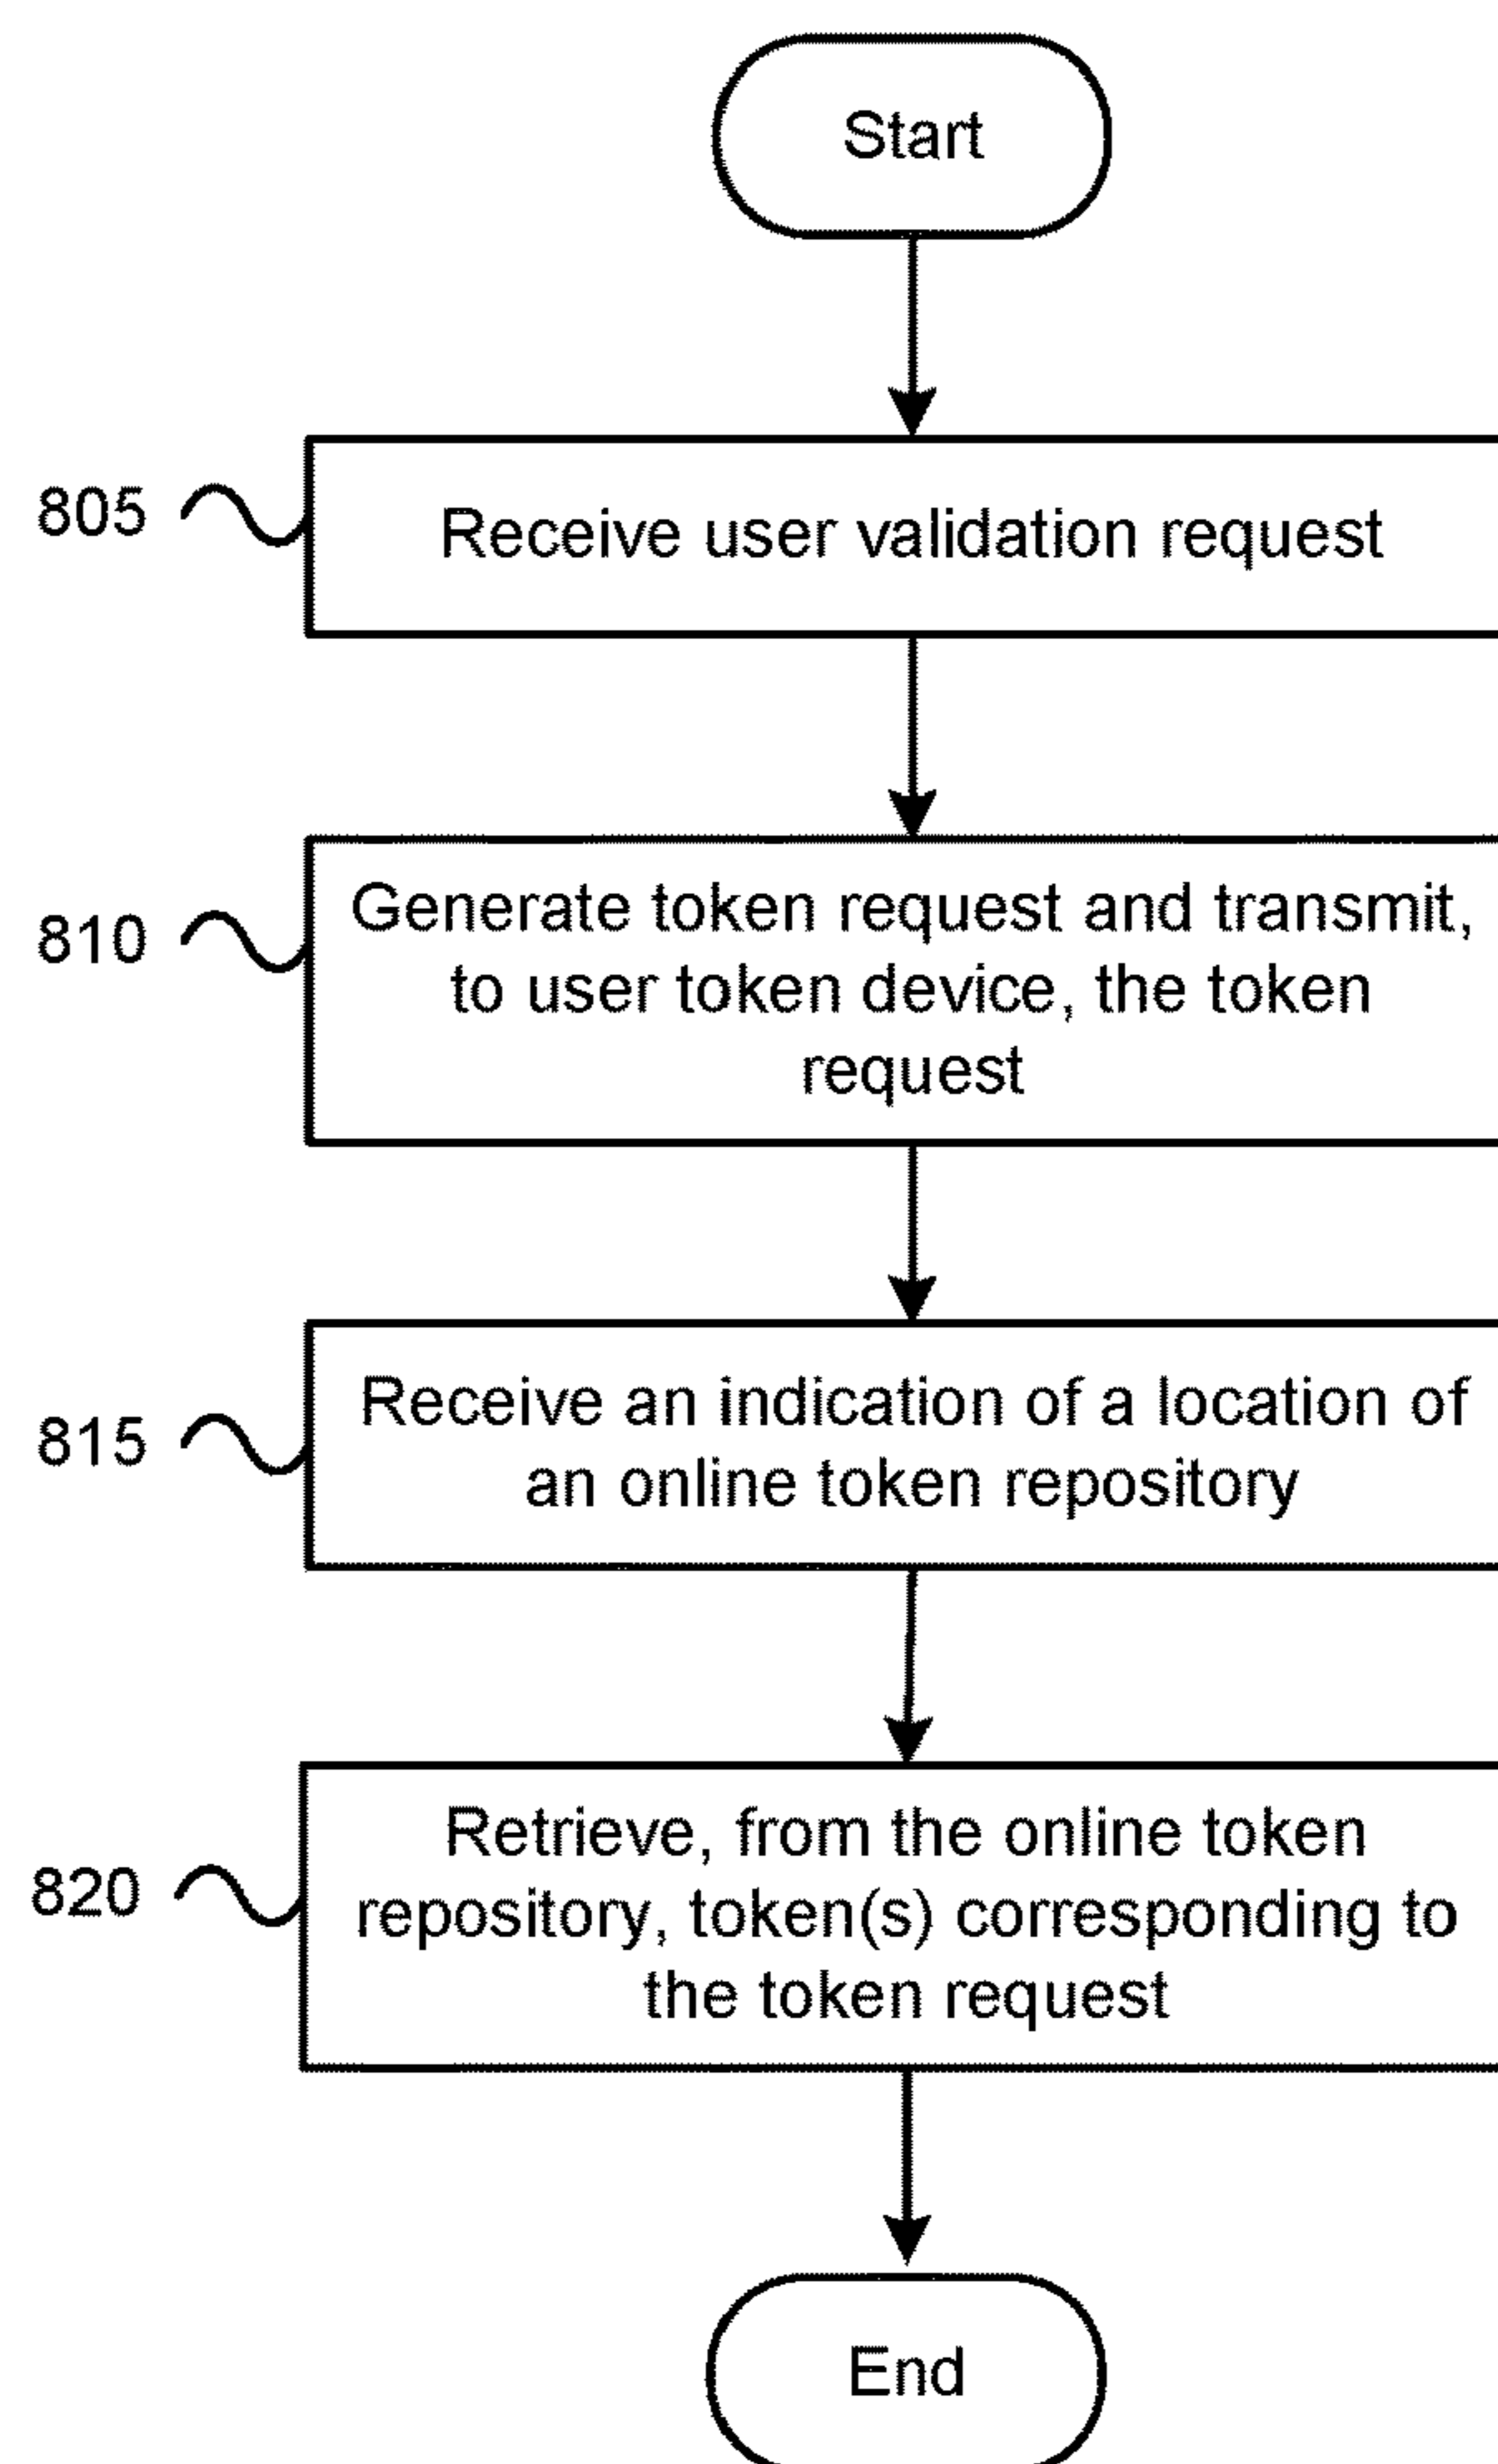 Start
805
Receive user validation request
810
Generate token request and transmit,
to user token device, the token
request
815
Receive an indication of a location of
an online token repository
820
Retrieve, from the online token
repository, token(s) corresponding to
the token request
End